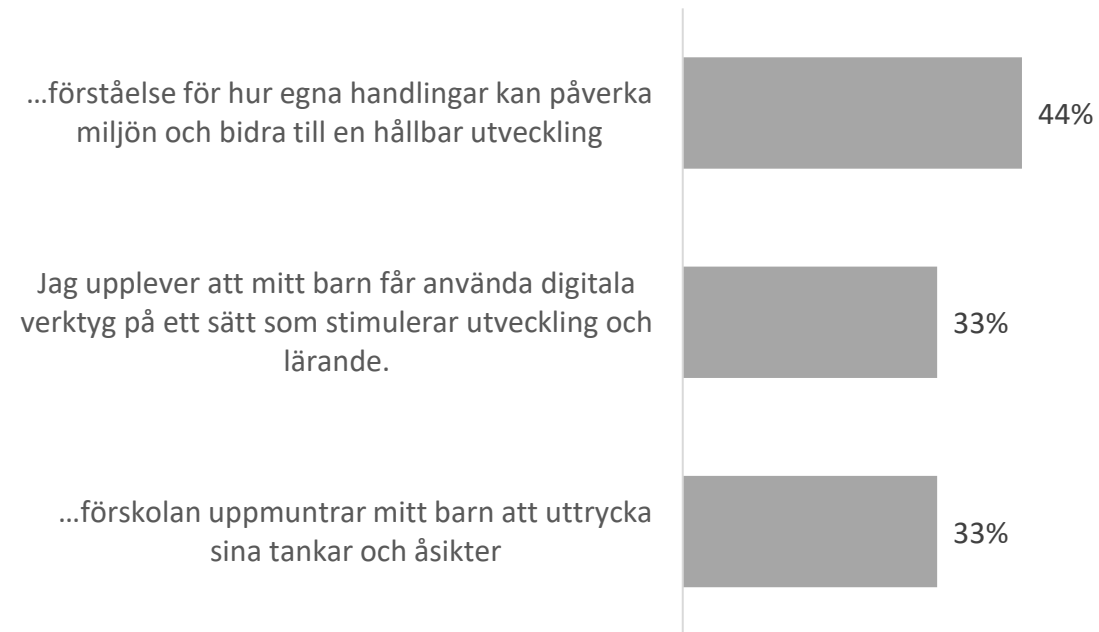 …förståelse för hur egna handlingar kan påverka
miljön och bidra till en hållbar utveckling
44%
Jag upplever att mitt barn får använda digitala
verktyg på ett sätt som stimulerar utveckling och
lärande.
33%
…förskolan uppmuntrar mitt barn att uttrycka
sina tankar och åsikter
33%